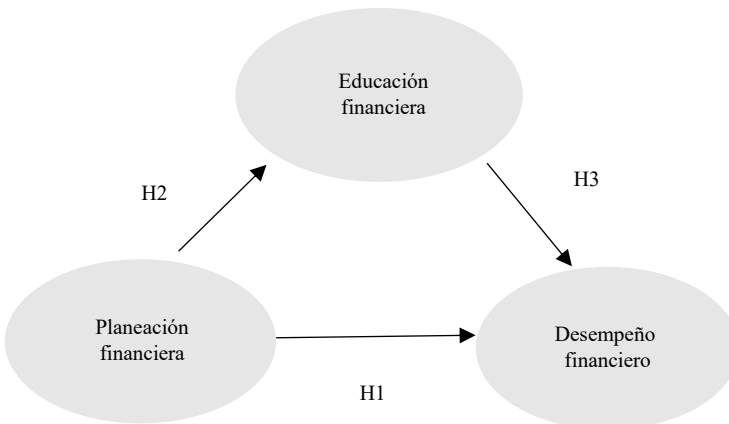 Educación
financiera
H2
H3
Planeación
financiera
Desempeño
financiero
H1